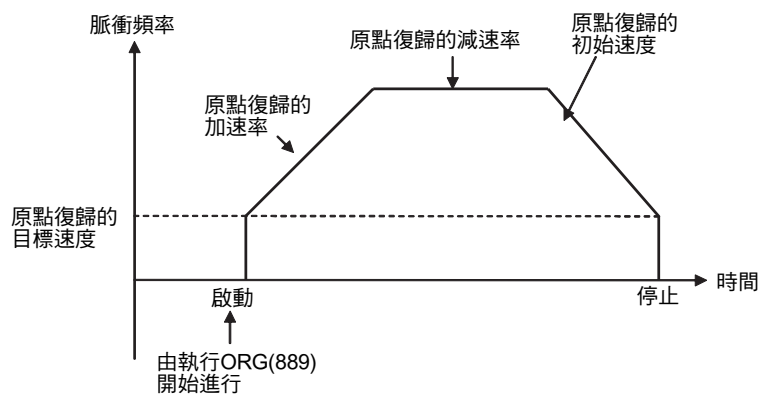 脈衝頻率
原點復歸的減速率
原點復歸的
初始速度
原點復歸的
加速率
原點復歸的
目標速度
啟動
停止
時間
由執行ORG(889)
開始進行